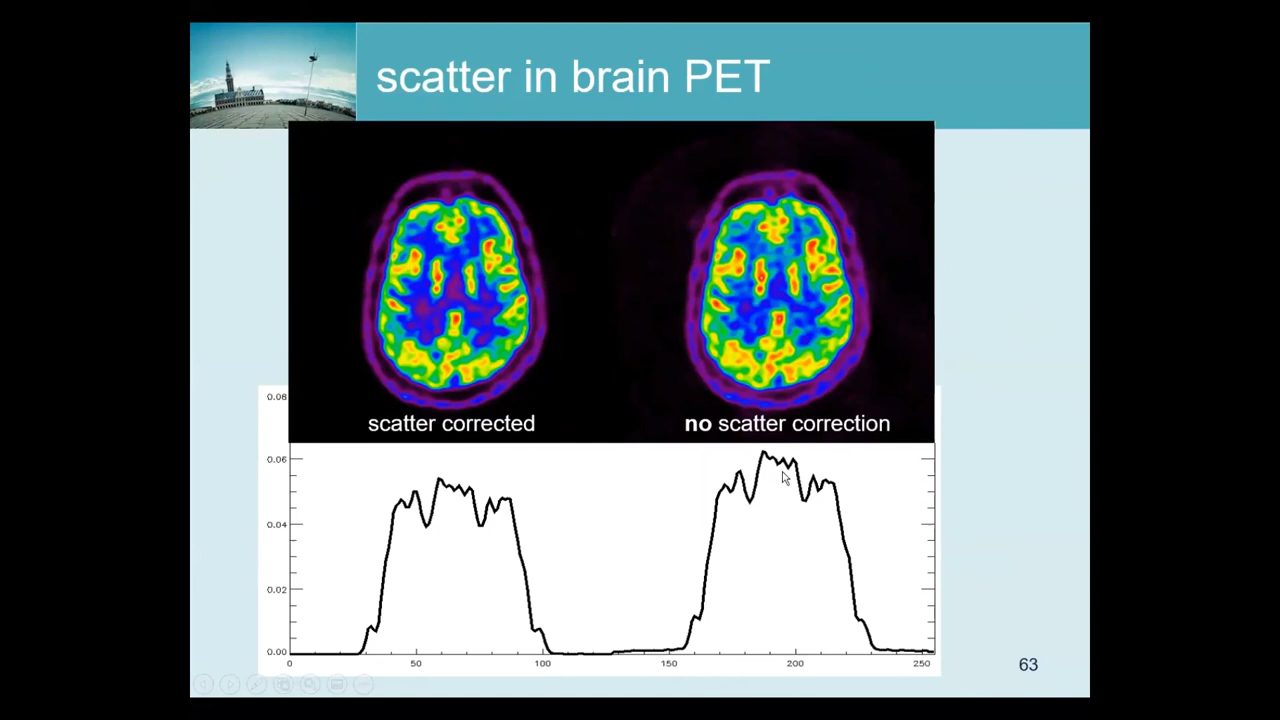 scatter in brain PET
scatter corrected
no scatter correction
0.08
0.06
0.04
0.02
0.00
0 50 100 150 200 250
63